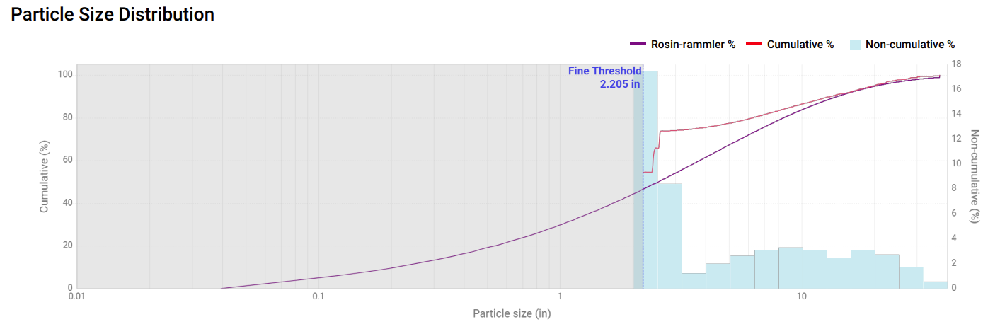 Particle Size Distribution
Rosin-rammler % Cumulative % Non-cumulative %
Fine Threshold
2.205 in
Cumulative (%)
100
80
60
40
20
0
18
16
14
12
10
8
6
4
2
0
Non-cumulative (%)
0.01 0.1 1 10
Particle size (in)